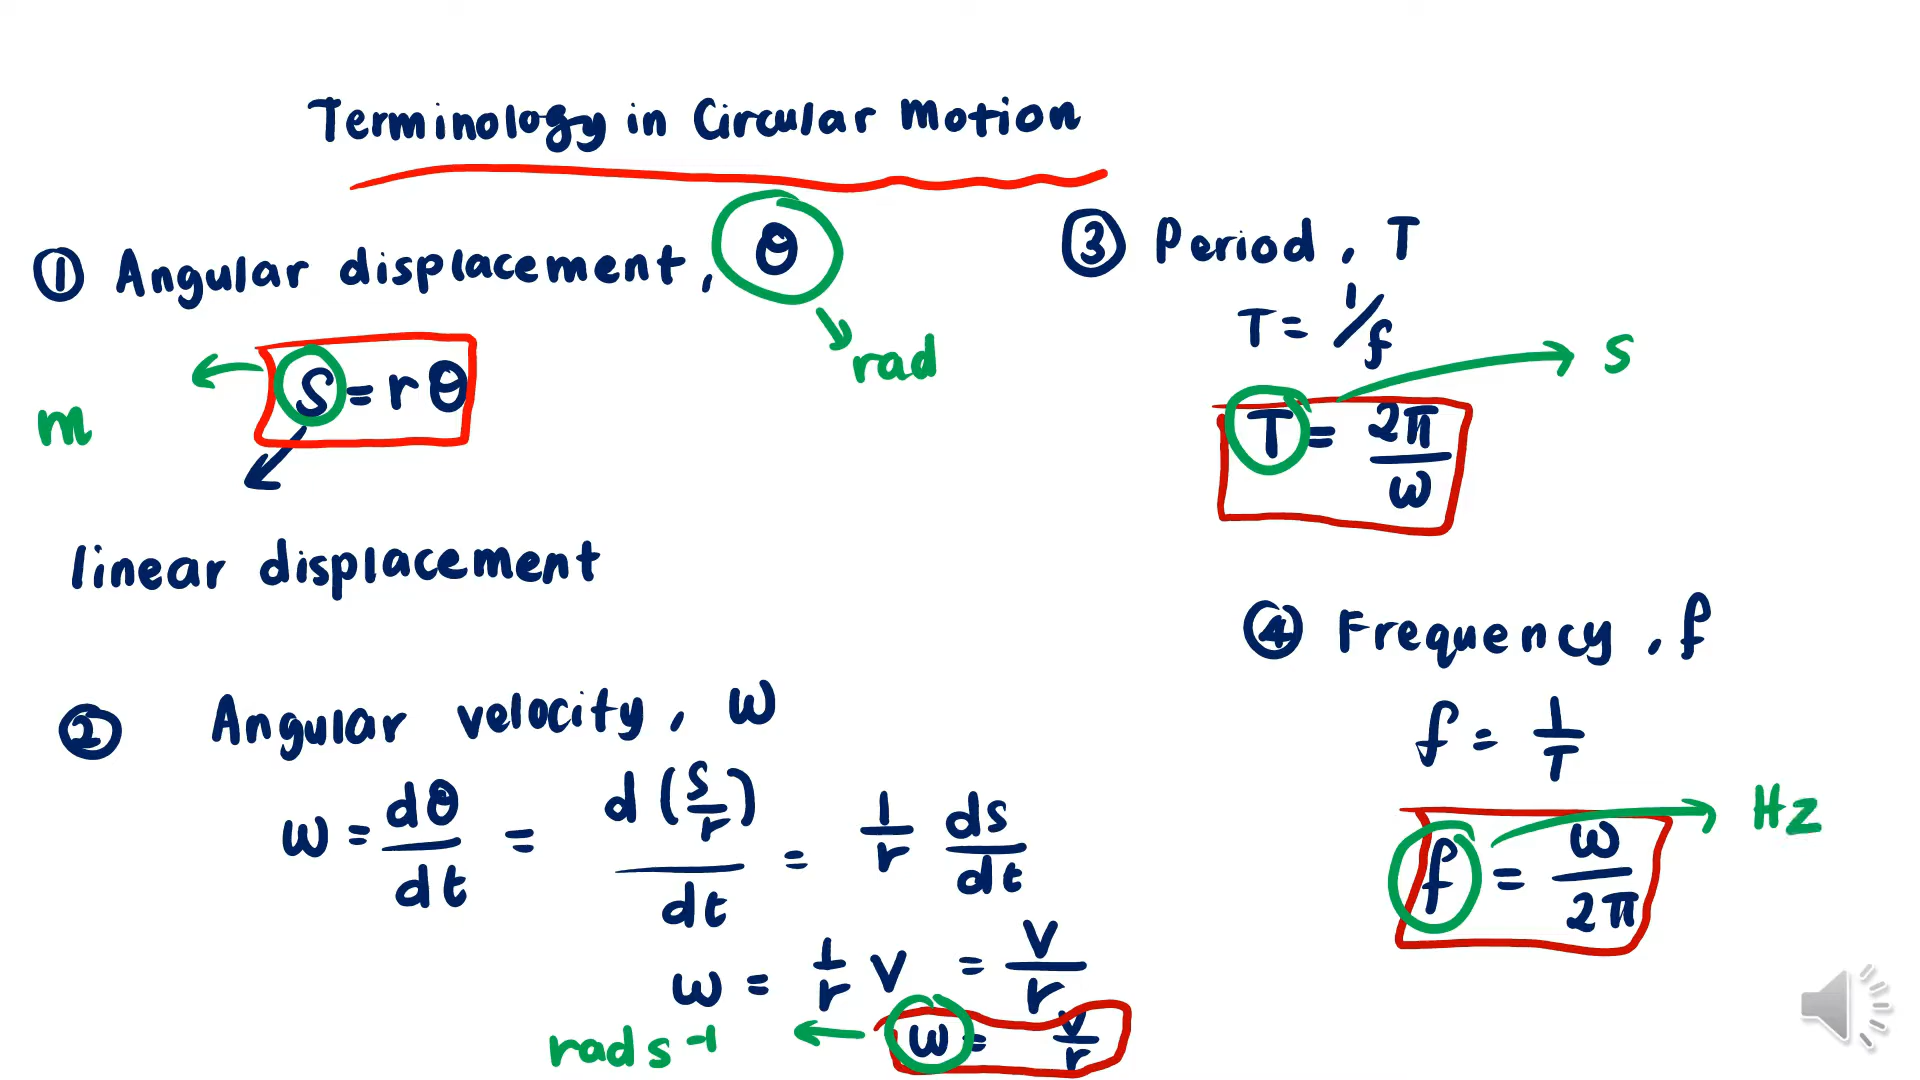 Terminology in Circular Motion
① Angular displacement, θ
rad
m
S = rθ
linear displacement
② Angular velocity, ω
ω = dθ/dt = d(s/r)/dt = 1/r ds/dt
ω = 1/r v = v/r
rad s⁻¹
ω = v/r
③ Period, T
T = 1/f
s
T = 2π/ω
④ Frequency, f
f = 1/T
Hz
f = ω/2π